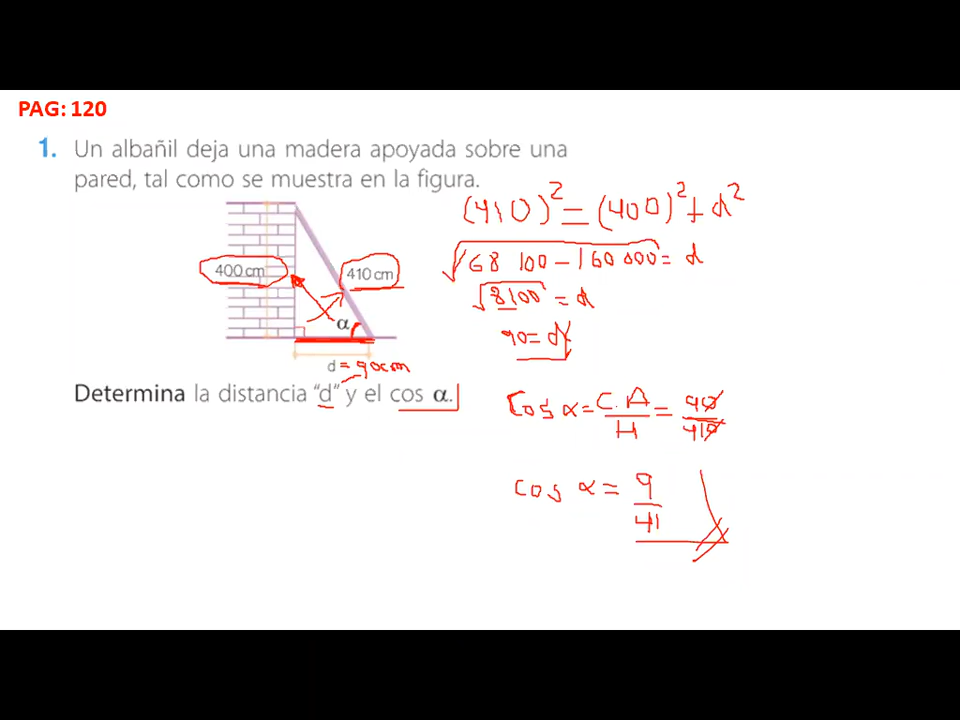 PAG: 120
1. Un albañil deja una madera apoyada sobre una
pared, tal como se muestra en la figura.
400 cm
410 cm
α
d = 90cm
Determina la distancia "d" y el cos α.
(410)² = (400)² + d²
√68 100 - 160 000 = d
√8100 = d
90 = d
Cos α = C.A/H = 90/410
cos α = 9/41